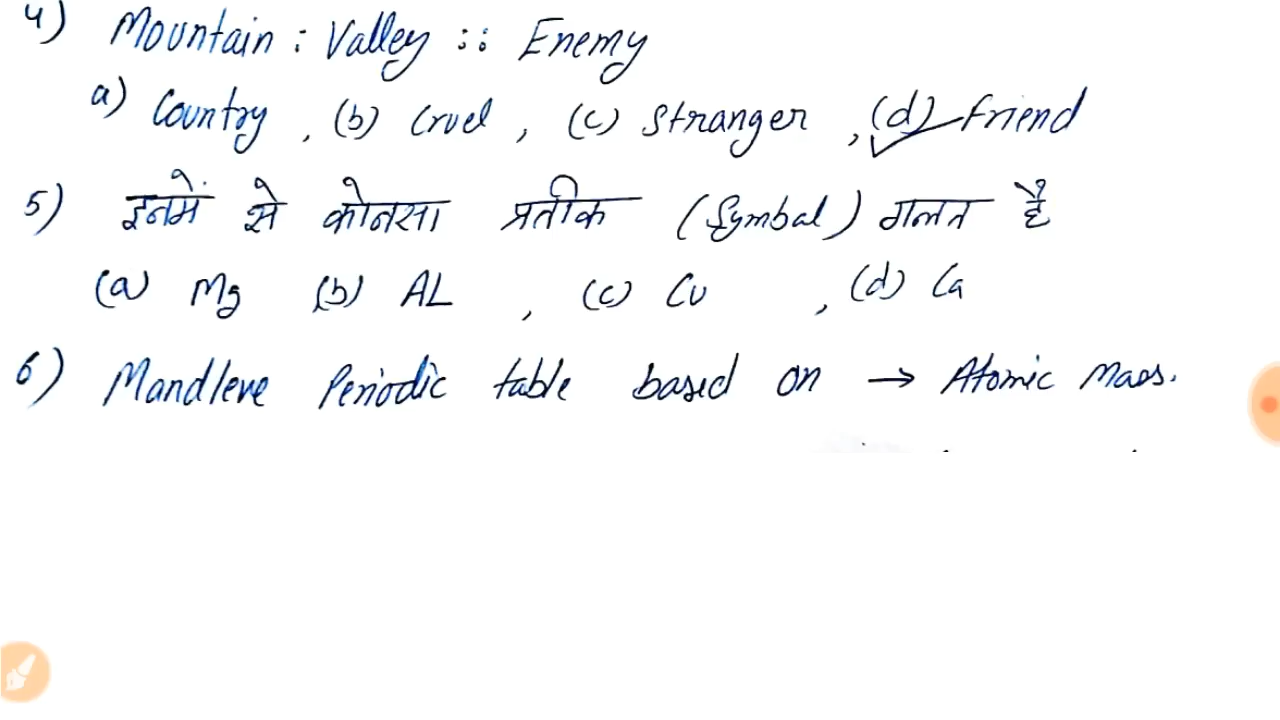 4) Mountain : Valley :: Enemy
a) Country , (b) Cruel , (c) Stranger , (d) friend
5) इनमें से कोनसा प्रतीक (Symbal) गलत है
(a) Mg (b) AL , (c) Cu , (d) Ca
6) Mandleve Periodic table based on → Atomic Mass.